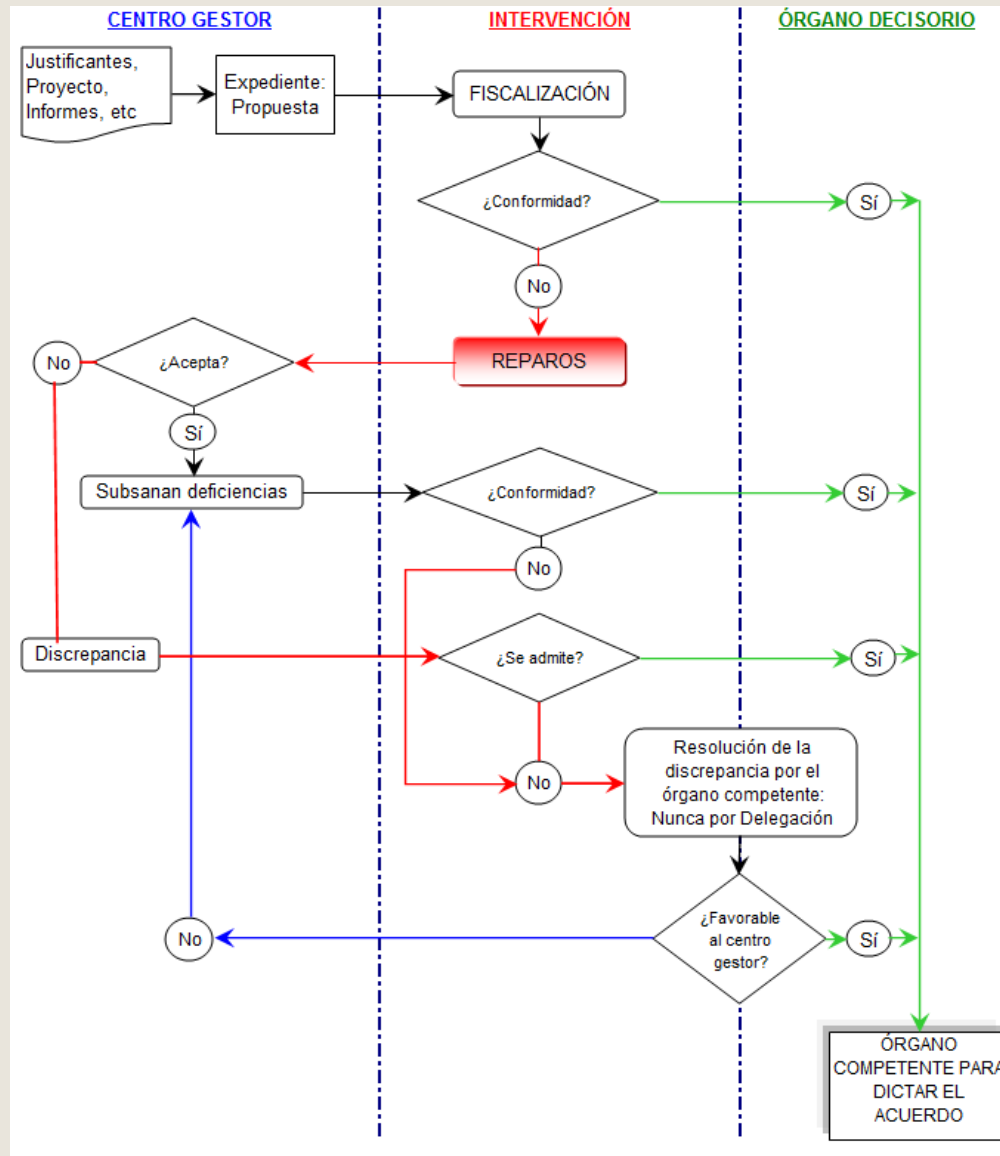 CENTRO GESTOR
INTERVENCIÓN
ÓRGANO DECISORIO
Justificantes,
Proyecto,
Informes, etc
Expediente:
Propuesta
FISCALIZACIÓN
¿Conformidad?
Sí
No
REPAROS
¿Acepta?
No
Sí
Subsanan deficiencias
¿Conformidad?
Sí
No
Discrepancia
¿Se admite?
Sí
No
Resolución de la
discrepancia por el
órgano competente:
Nunca por Delegación
¿Favorable
al centro
gestor?
Sí
No
ÓRGANO
COMPETENTE PARA
DICTAR EL
ACUERDO